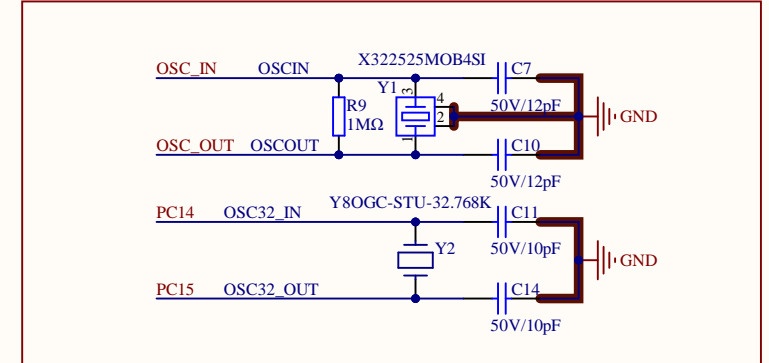 X322525MOB4SI
OSC_IN OSCIN C7
Y1 3
50V/12pF
R9 4
1MΩ 2 GND
1
OSC_OUT OSCOUT C10
50V/12pF
Y8OGC-STU-32.768K
PC14 OSC32_IN C11
50V/10pF
Y2
GND
PC15 OSC32_OUT C14
50V/10pF